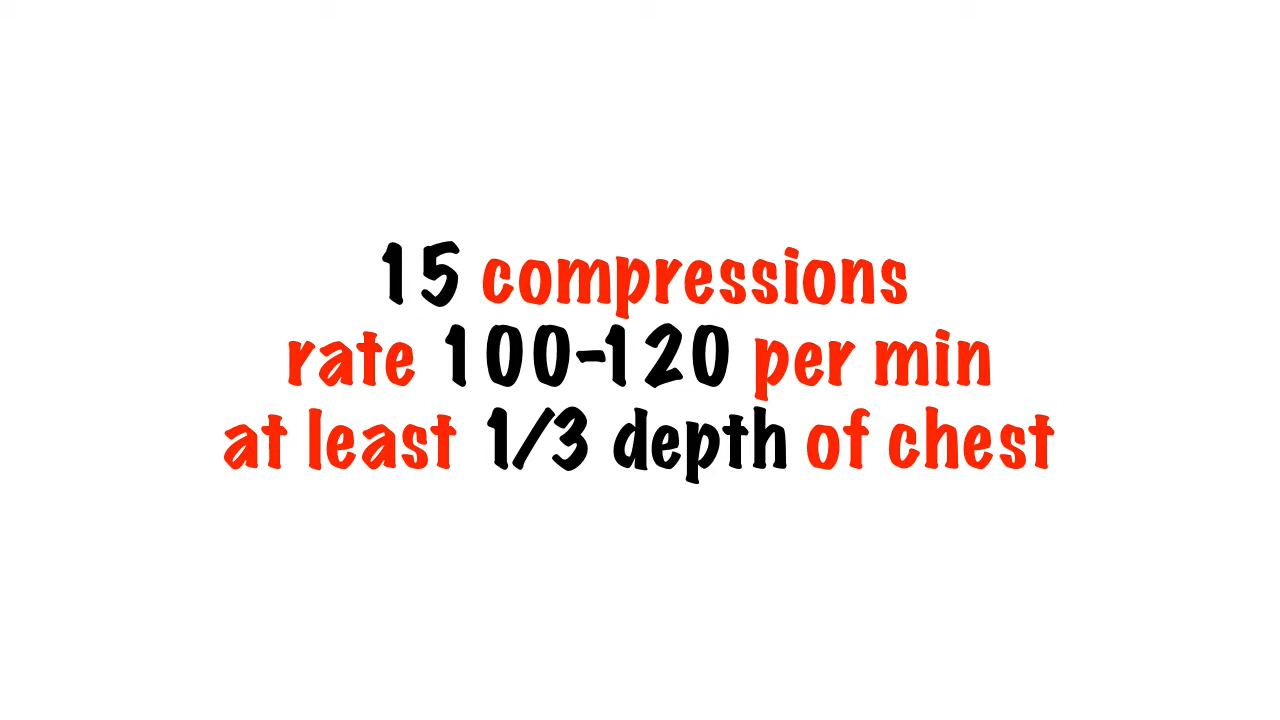 15 compressions
rate 100-120 per min
at least 1/3 depth of chest